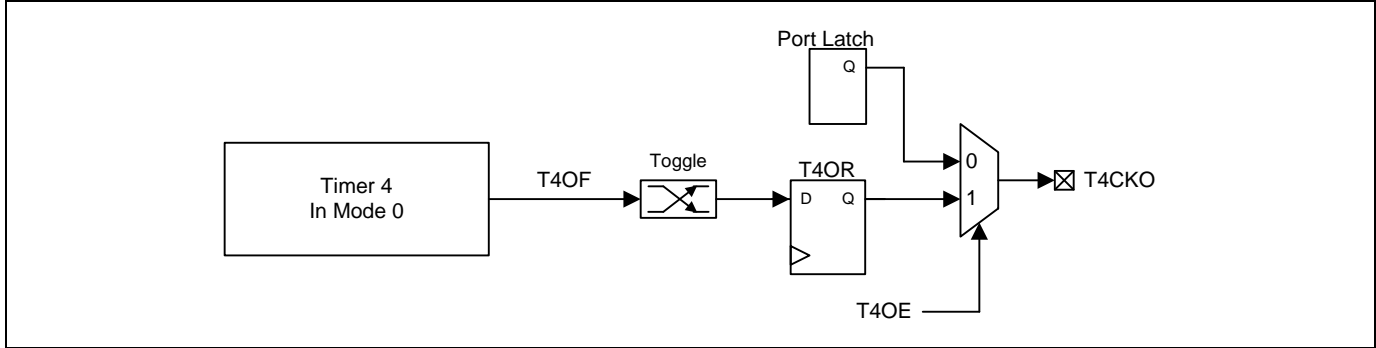 Port Latch
Q
Timer 4
In Mode 0
T4OF
Toggle
T4OR
D Q
0
1
T4CKO
T4OE